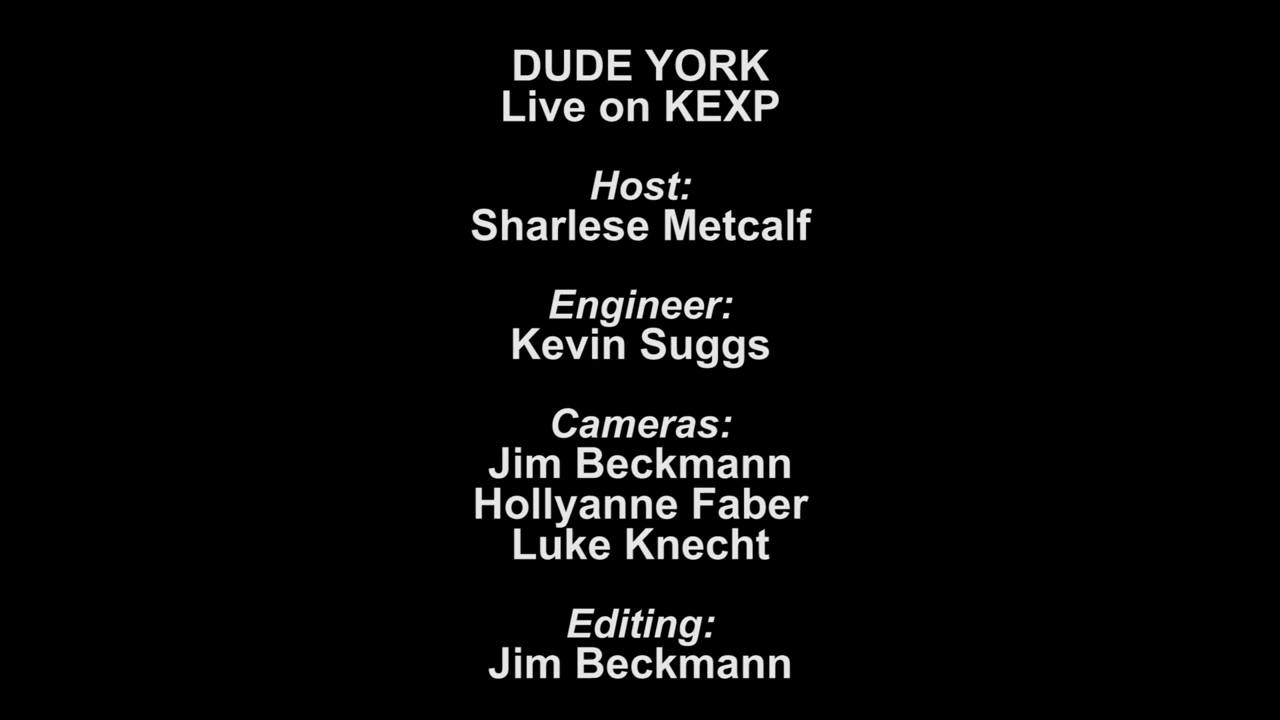 DUDE YORK
Live on KEXP
Host:
Sharlese Metcalf
Engineer:
Kevin Suggs
Cameras:
Jim Beckmann
Hollyanne Faber
Luke Knecht
Editing:
Jim Beckmann